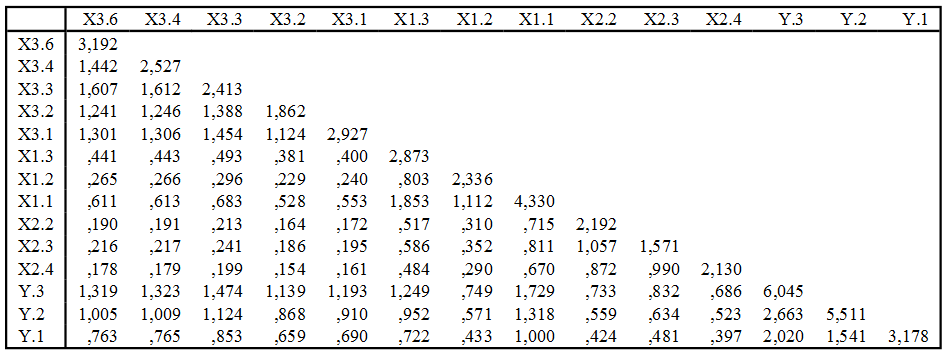 X3.6 X3.4 X3.3 X3.2 X3.1 X1.3 X1.2 X1.1 X2.2 X2.3 X2.4 Y.3 Y.2 Y.1
X3.6 3,192
X3.4 1,442 2,527
X3.3 1,607 1,612 2,413
X3.2 1,241 1,246 1,388 1,862
X3.1 1,301 1,306 1,454 1,124 2,927
X1.3 ,441 ,443 ,493 ,381 ,400 2,873
X1.2 ,265 ,266 ,296 ,229 ,240 ,803 2,336
X1.1 ,611 ,613 ,683 ,528 ,553 1,853 1,112 4,330
X2.2 ,190 ,191 ,213 ,164 ,172 ,517 ,310 ,715 2,192
X2.3 ,216 ,217 ,241 ,186 ,195 ,586 ,352 ,811 1,057 1,571
X2.4 ,178 ,179 ,199 ,154 ,161 ,484 ,290 ,670 ,872 ,990 2,130
Y.3 1,319 1,323 1,474 1,139 1,193 1,249 ,749 1,729 ,733 ,832 ,686 6,045
Y.2 1,005 1,009 1,124 ,868 ,910 ,952 ,571 1,318 ,559 ,634 ,523 2,663 5,511
Y.1 ,763 ,765 ,853 ,659 ,690 ,722 ,433 1,000 ,424 ,481 ,397 2,020 1,541 3,178